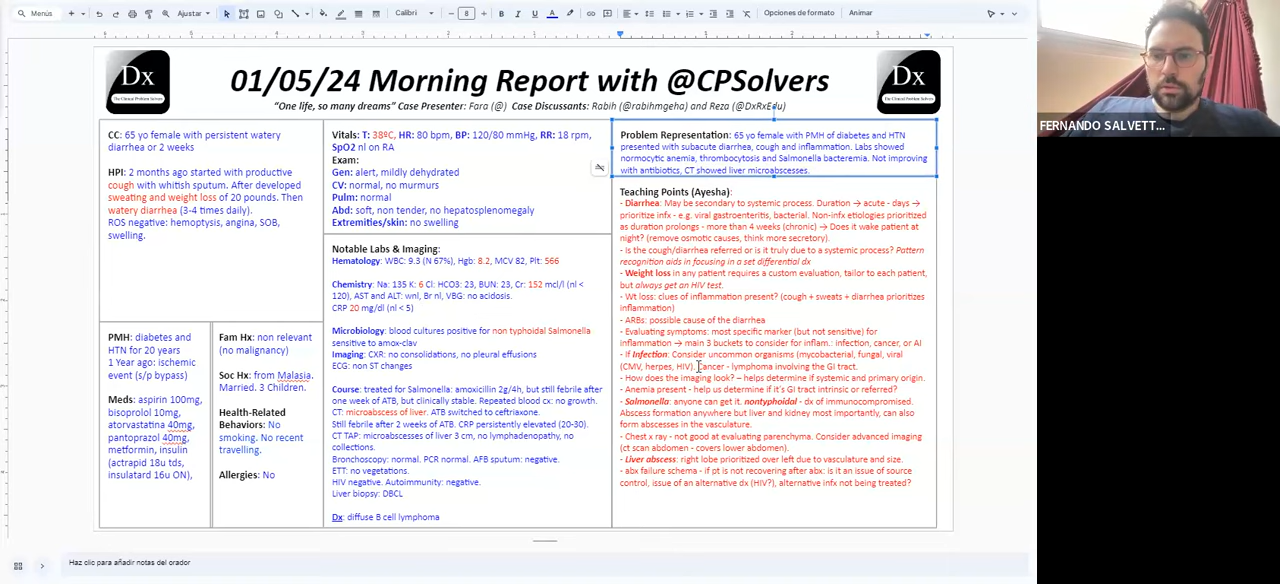 Menús
Ajustar
Calibri
8
B I U A
Opciones de formato
Animar
Dx
The Clinical Problem Solvers
01/05/24 Morning Report with @CPSolvers
"One life, so many dreams" Case Presenter: Fara (@) Case Discussants: Rabih (@rabihmgeha) and Reza (@DxRxEdu)
Dx
The Clinical Problem Solvers
CC: 65 yo female with persistent watery
diarrhea or 2 weeks
HPI: 2 months ago started with productive
cough with whitish sputum. After developed
sweating and weight loss of 20 pounds. Then
watery diarrhea (3-4 times daily).
ROS negative: hemoptysis, angina, SOB,
swelling.
PMH: diabetes and
HTN for 20 years
1 Year ago: ischemic
event (s/p bypass)
Meds: aspirin 100mg,
bisoprolol 10mg,
atorvastatina 40mg,
pantoprazol 40mg,
metformin, insulin
(actrapid 18u tds,
insulatard 16u ON),
Fam Hx: non relevant
(no malignancy)
Soc Hx: from Malasia.
Married. 3 Children.
Health-Related
Behaviors: No
smoking. No recent
travelling.
Allergies: No
Vitals: T: 38ºC, HR: 80 bpm, BP: 120/80 mmHg, RR: 18 rpm,
SpO2 nl on RA
Exam:
Gen: alert, mildly dehydrated
CV: normal, no murmurs
Pulm: normal
Abd: soft, non tender, no hepatosplenomegaly
Extremities/skin: no swelling
Notable Labs & Imaging:
Hematology: WBC: 9.3 (N 67%), Hgb: 8.2, MCV 82, Plt: 566
Chemistry: Na: 135 K: 6 Cl: HCO3: 23, BUN: 23, Cr: 152 mcl/l (nl <
120), AST and ALT: wnl, Br nl, VBG: no acidosis.
CRP 20 mg/dl (nl < 5)
Microbiology: blood cultures positive for non typhoidal Salmonella
sensitive to amox-clav
Imaging: CXR: no consolidations, no pleural effusions
ECG: non ST changes
Course: treated for Salmonella: amoxicillin 2g/4h, but still febrile after
one week of ATB, but clinically stable. Repeated blood cx: no growth.
CT: microabscess of liver. ATB switched to ceftriaxone.
Still febrile after 2 weeks of ATB. CRP persistently elevated (20-30).
CT TAP: microabscesses of liver 3 cm, no lymphadenopathy, no
collections.
Bronchoscopy: normal. PCR normal. AFB sputum: negative.
ETT: no vegetations.
HIV negative. Autoimmunity: negative.
Liver biopsy: DBCL
Dx: diffuse B cell lymphoma
Problem Representation: 65 yo female with PMH of diabetes and HTN
presented with subacute diarrhea, cough and inflammation. Labs showed
normocytic anemia, thrombocytosis and Salmonella bacteremia. Not improving
with antibiotics, CT showed liver microabscesses.
Teaching Points (Ayesha):
- Diarrhea: May be secondary to systemic process. Duration → acute - days →
prioritize infx - e.g. viral gastroenteritis, bacterial. Non-infx etiologies prioritized
as duration prolongs - more than 4 weeks (chronic) → Does it wake patient at
night? (remove osmotic causes, think more secretory).
- Is the cough/diarrhea referred or is it truly due to a systemic process? Pattern
recognition aids in focusing in a set differential dx
- Weight loss in any patient requires a custom evaluation, tailor to each patient,
but always get an HIV test.
- Wt loss: clues of inflammation present? (cough + sweats + diarrhea prioritizes
inflammation)
- ARBs: possible cause of the diarrhea
- Evaluating symptoms: most specific marker (but not sensitive) for
inflammation → main 3 buckets to consider for inflam.: infection, cancer, or AI
- If Infection: Consider uncommon organisms (mycobacterial, fungal, viral
(CMV, herpes, HIV). Cancer - lymphoma involving the GI tract.
- How does the imaging look? – helps determine if systemic and primary origin.
- Anemia present - help us determine if it's GI tract intrinsic or referred?
- Salmonella: anyone can get it. nontyphoidal - dx of immunocompromised.
Abscess formation anywhere but liver and kidney most importantly, can also
form abscesses in the vasculature.
- Chest x ray - not good at evaluating parenchyma. Consider advanced imaging
(ct scan abdomen - covers lower abdomen).
- Liver abscess: right lobe prioritized over left due to vasculature and size.
- abx failure schema - if pt is not recovering after abx: is it an issue of source
control, issue of an alternative dx (HIV?), alternative infx not being treated?
Haz clic para añadir notas del orador
FERNANDO SALVETT...